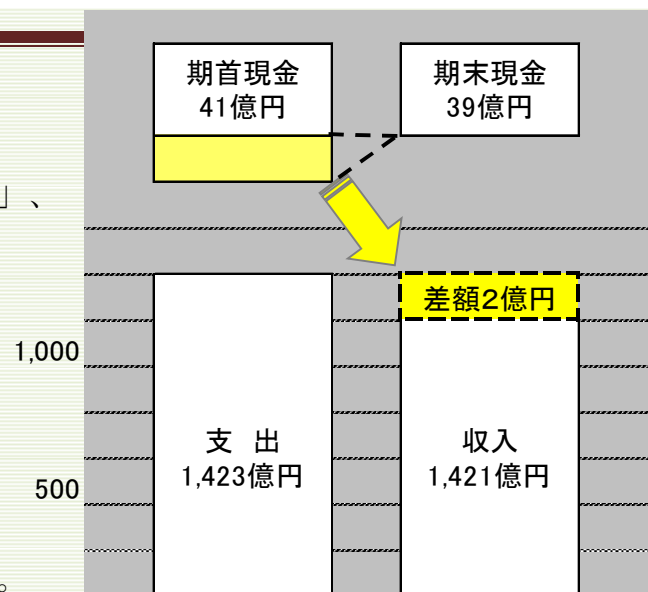 期首現金
41億円
期末現金
39億円
」、
差額2億円
1,000
支 出
1,423億円
収入
1,421億円
500
。